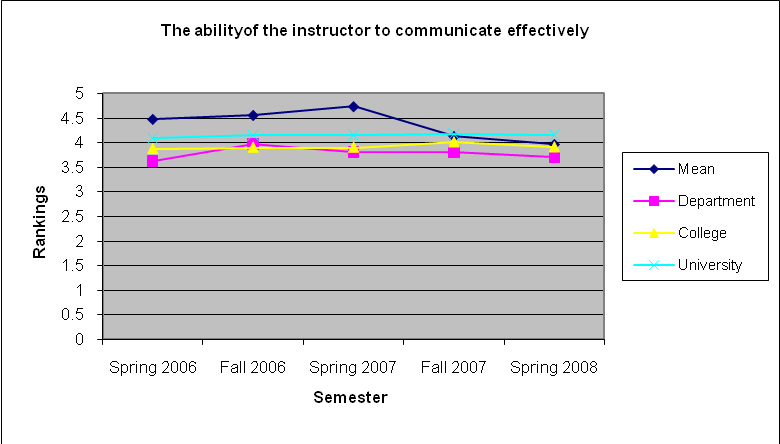 The abilityof the instructor to communicate effectively
5
4.5
4
3.5
3
2.5
2
1.5
1
0.5
0
Rankings
Spring 2006 Fall 2006 Spring 2007 Fall 2007 Spring 2008
Semester
Mean
Department
College
University